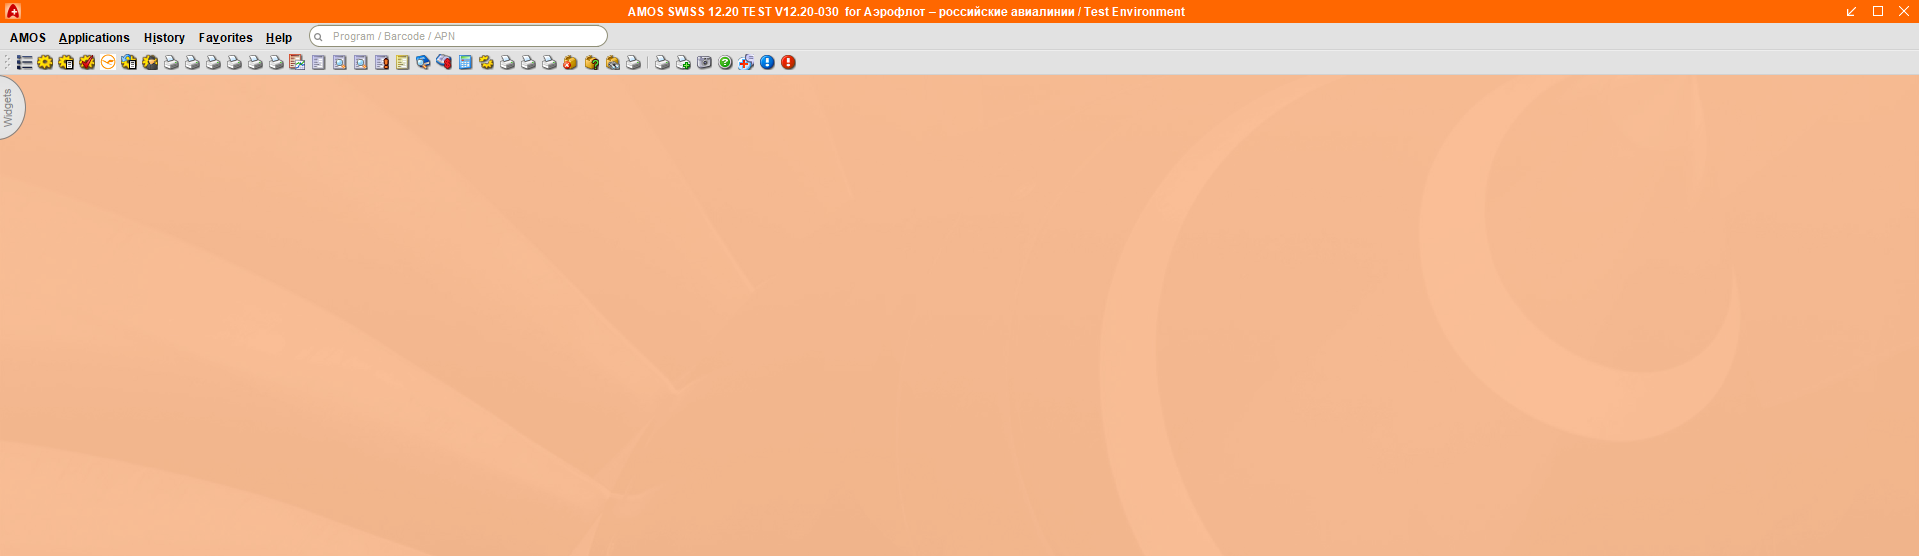 AMOS SWISS 12.20 TEST V12.20-030 for Аэрофлот – российские авиалинии / Test Environment
AMOS Applications History Favorites Help Program / Barcode / APN
Widgets